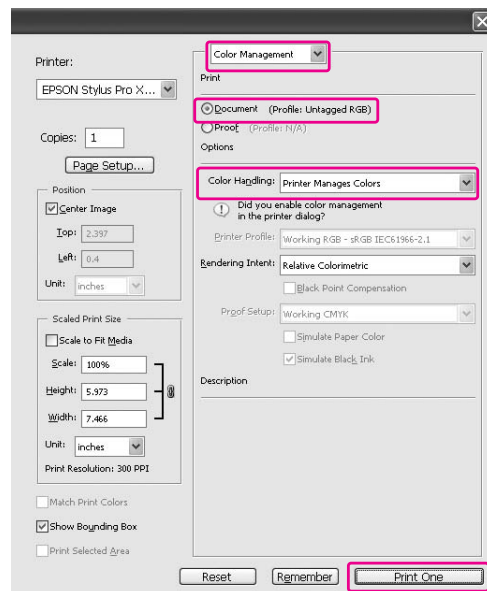 Printer:
EPSON Stylus Pro X...
Copies: 1
Page Setup...
Position
Center Image
Top: 2.397
Left: 0.4
Unit: inches
Scaled Print Size
Scale to Fit Media
Scale: 100%
Height: 5.973
Width: 7.466
Unit: inches
Print Resolution: 300 PPI
Match Print Colors
Show Bounding Box
Print Selected Area
Color Management
Print
Document (Profile: Untagged RGB)
Proof (Profile: N/A)
Options
Color Handling: Printer Manages Colors
Did you enable color management
in the printer dialog?
Printer Profile: Working RGB - sRGB IEC61966-2.1
Rendering Intent: Relative Colorimetric
Black Point Compensation
Proof Setup: Working CMYK
Simulate Paper Color
Simulate Black Ink
Description
Reset Remember Print One